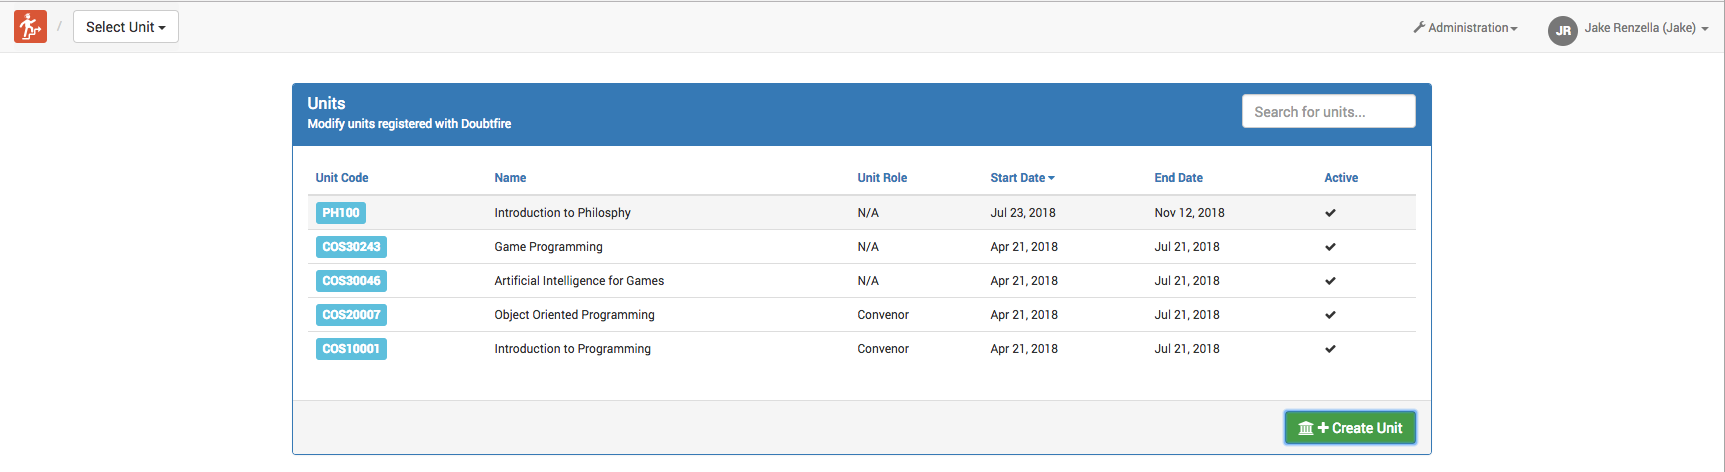 / Select Unit Administration JR Jake Renzella (Jake)
Units
Modify units registered with Doubtfire
Search for units...
Unit Code Name Unit Role Start Date End Date Active
PH100 Introduction to Philosphy N/A Jul 23, 2018 Nov 12, 2018
COS30243 Game Programming N/A Apr 21, 2018 Jul 21, 2018
COS30046 Artificial Intelligence for Games N/A Apr 21, 2018 Jul 21, 2018
COS20007 Object Oriented Programming Convenor Apr 21, 2018 Jul 21, 2018
COS10001 Introduction to Programming Convenor Apr 21, 2018 Jul 21, 2018
+ Create Unit